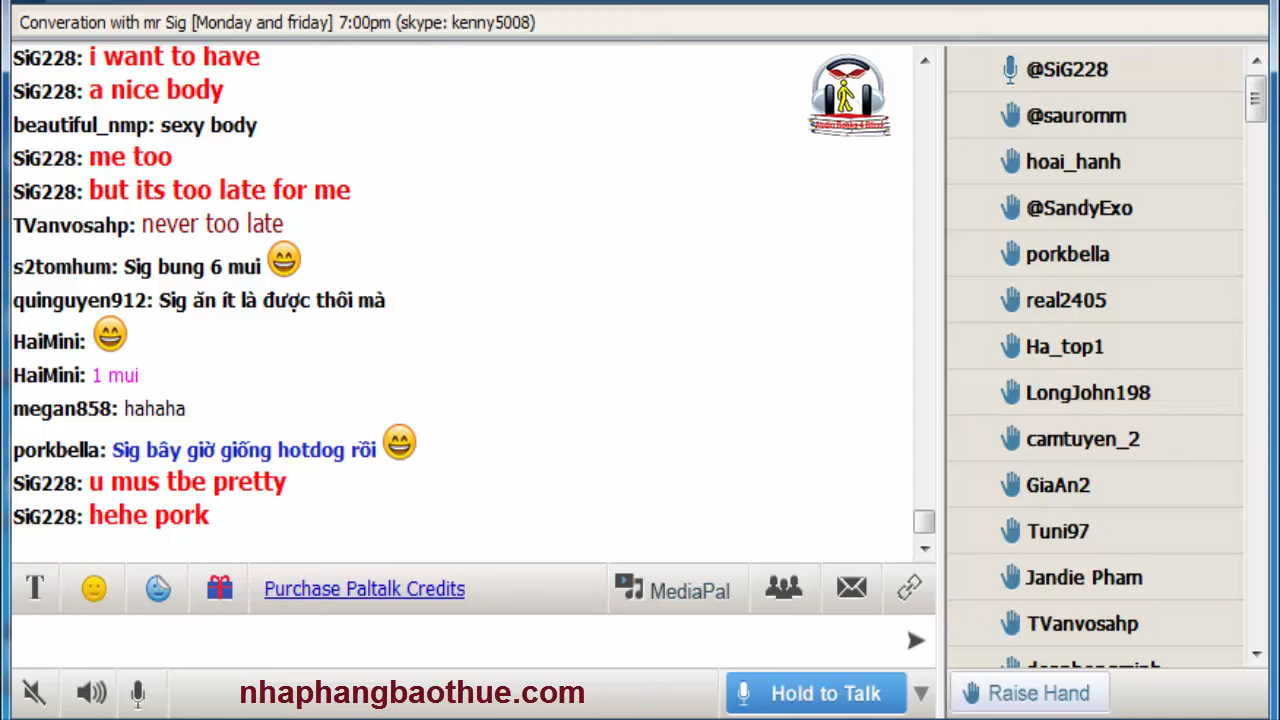 Converation with mr Sig [Monday and friday] 7:00pm (skype: kenny5008)
SiG228: i want to have
SiG228: a nice body
beautiful_nmp: sexy body
SiG228: me too
SiG228: but its too late for me
TVanvosahp: never too late
s2tomhum: Sig bung 6 mui
quinguyen912: Sig ăn ít là được thôi mà
HaiMini:
HaiMini: 1 mui
megan858: hahaha
porkbella: Sig bây giờ giống hotdog rồi
SiG228: u mus tbe pretty
SiG228: hehe pork
Audio Books 4 Blind
@SiG228
@sauromm
hoai_hanh
@SandyExo
porkbella
real2405
Ha_top1
LongJohn198
camtuyen_2
GiaAn2
Tuni97
Jandie Pham
TVanvosahp
T
Purchase Paltalk Credits
MediaPal
nhaphangbaothue.com
Hold to Talk
Raise Hand